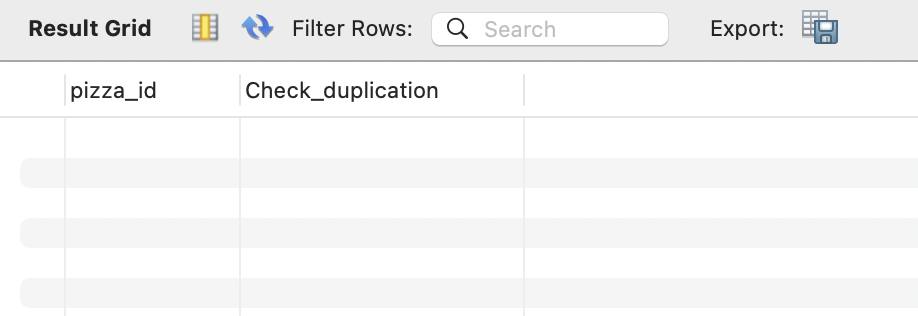 Result Grid Filter Rows: Search Export:
pizza_id Check_duplication